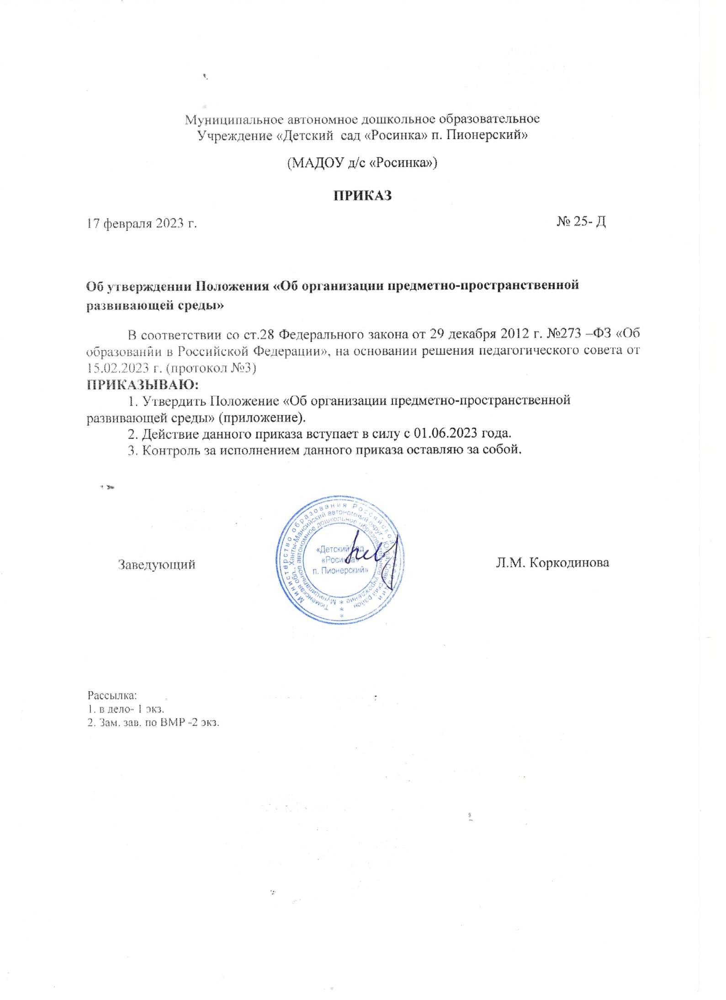 Муниципальное автономное дошкольное образовательное
Учреждение «Детский сад «Росинка» п. Пионерский»
(МАДОУ д/с «Росинка»)
ПРИКАЗ
17 февраля 2023 г. № 25- Д
Об утверждении Положения «Об организации предметно-пространственной
развивающей среды»
В соответствии со ст.28 Федерального закона от 29 декабря 2012 г. №273 –ФЗ «Об
образовании в Российской Федерации», на основании решения педагогического совета от
15.02.2023 г. (протокол №3)
ПРИКАЗЫВАЮ:
1. Утвердить Положение «Об организации предметно-пространственной
развивающей среды» (приложение).
2. Действие данного приказа вступает в силу с 01.06.2023 года.
3. Контроль за исполнением данного приказа оставляю за собой.
Министерство образования Российской Федерации
Тюменская обл., Ханты-Мансийский автономный округ - Югра, Советский район
Муниципальное автономное дошкольное образовательное учреждение
«Детский сад
«Росинка»
п. Пионерский»
Заведующий Л.М. Коркодинова
Рассылка:
1. в дело- 1 экз.
2. Зам. зав. по ВМР -2 экз.